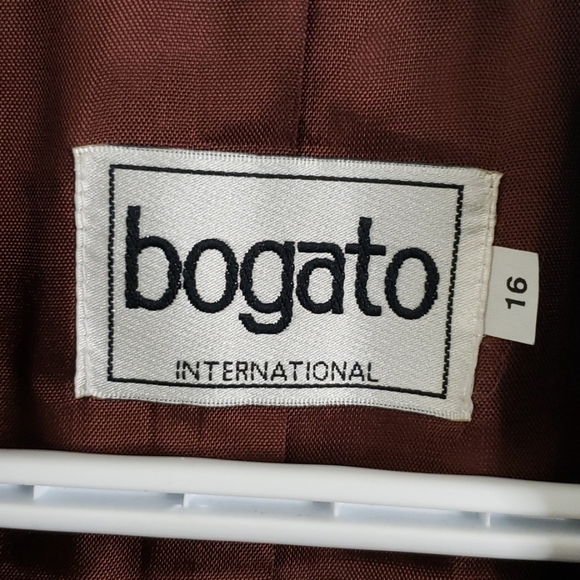 bogato
INTERNATIONAL
16